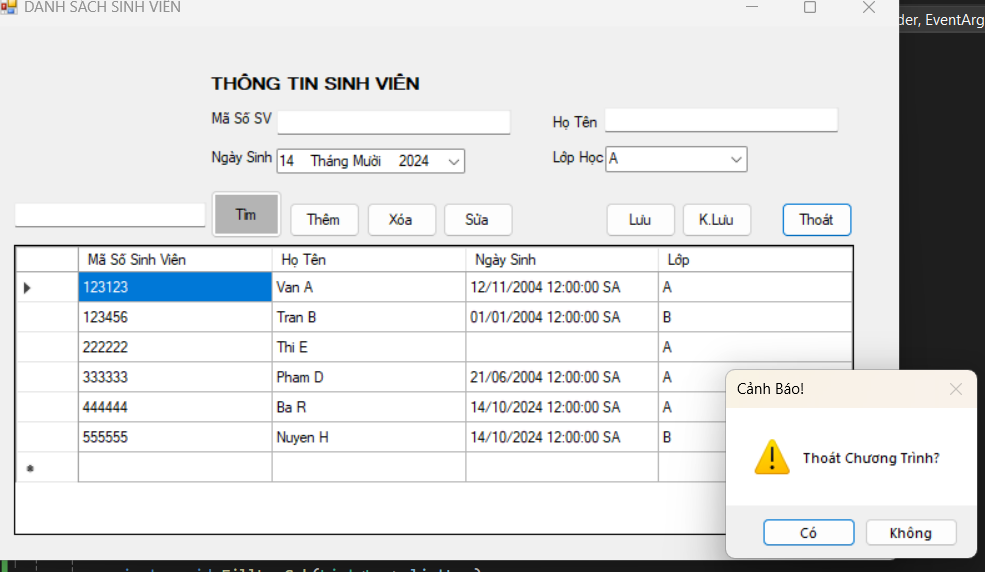 DANH SÁCH SINH VIÊN
der, EventArg
THÔNG TIN SINH VIÊN
Mã Số SV
Họ Tên
Ngày Sinh 14 Tháng Mười 2024
Lớp Học A
Tìm Thêm Xóa Sửa Lưu K.Lưu Thoát
Mã Số Sinh Viên Họ Tên Ngày Sinh Lớp
123123 Van A 12/11/2004 12:00:00 SA A
123456 Tran B 01/01/2004 12:00:00 SA B
222222 Thi E A
333333 Pham D 21/06/2004 12:00:00 SA A
444444 Ba R 14/10/2024 12:00:00 SA A
555555 Nuyen H 14/10/2024 12:00:00 SA B
Cảnh Báo!
Thoát Chương Trình?
Có Không